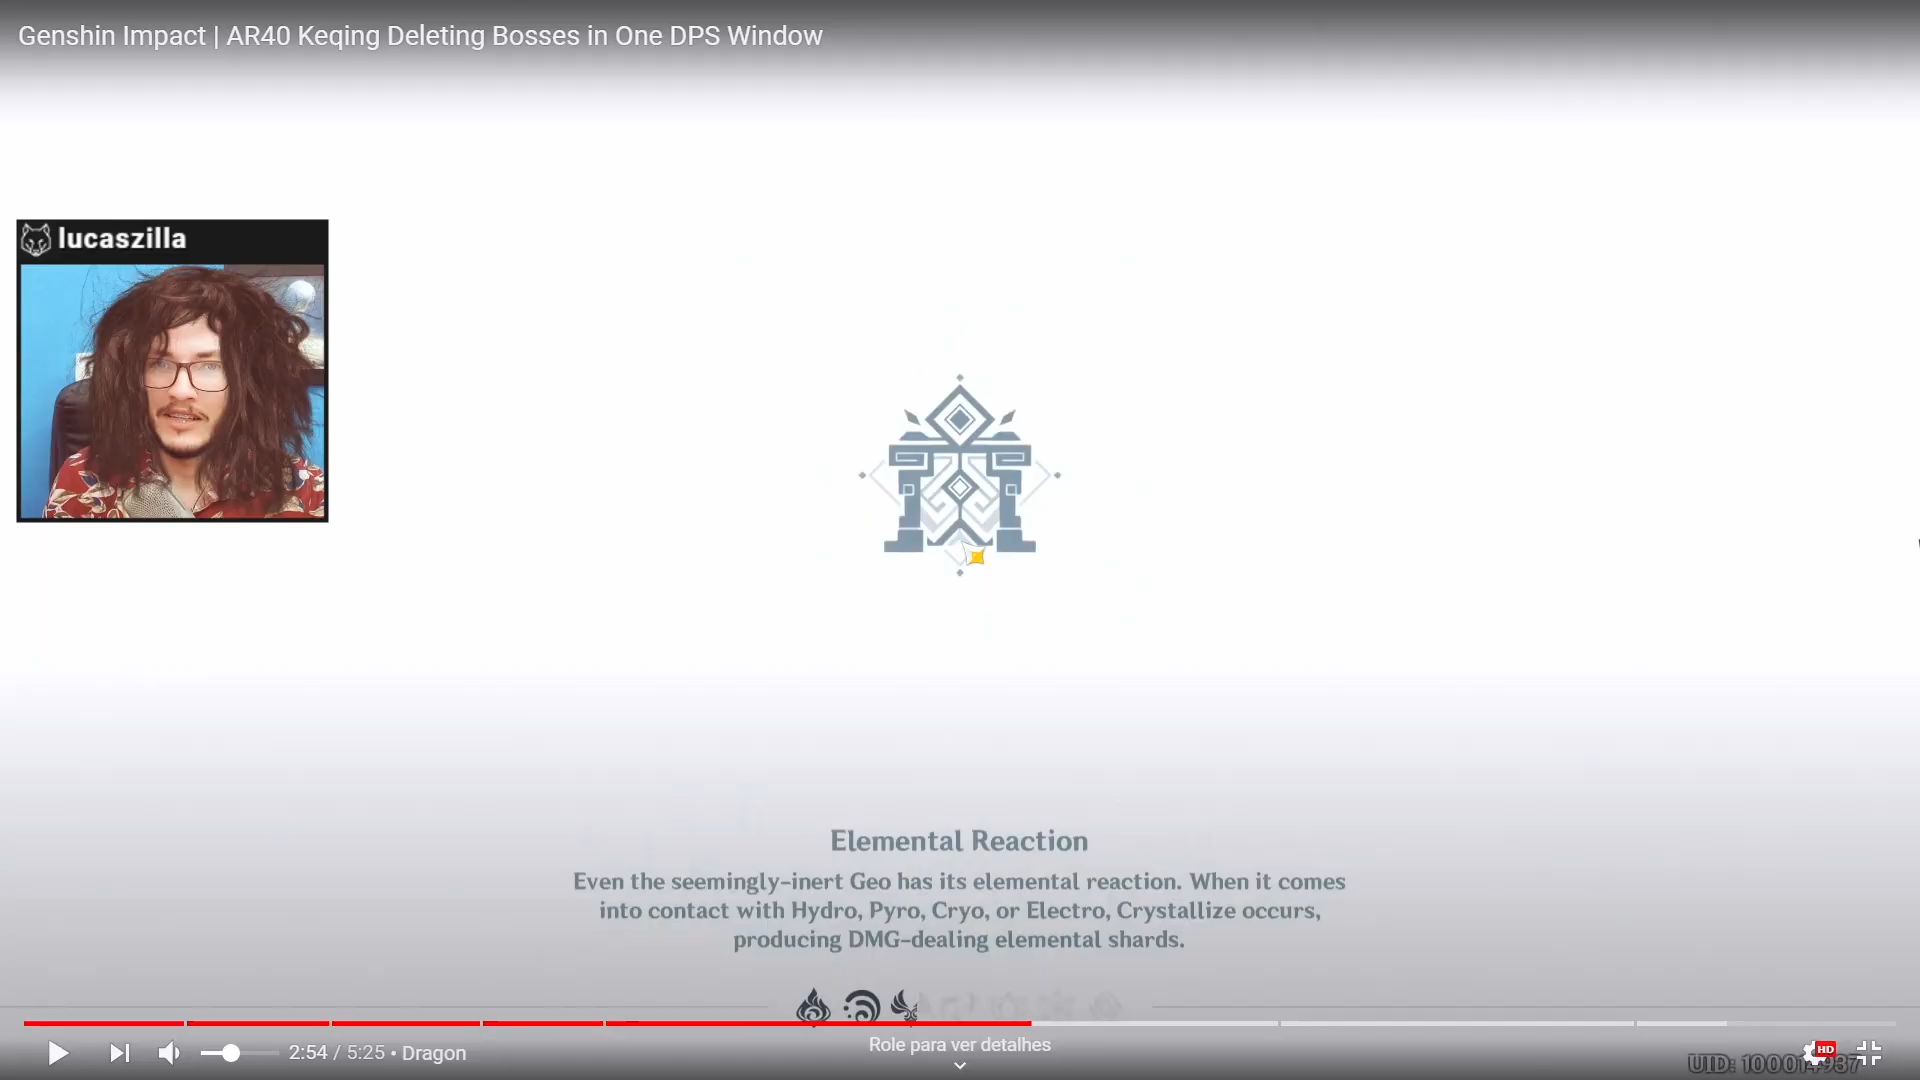 Genshin Impact | AR40 Keqing Deleting Bosses in One DPS Window
lucaszilla
Elemental Reaction
Even the seemingly-inert Geo has its elemental reaction. When it comes
into contact with Hydro, Pyro, Cryo, or Electro, Crystallize occurs,
producing DMG-dealing elemental shards.
2:54 / 5:25 • Dragon
Role para ver detalhes
HD
UID: